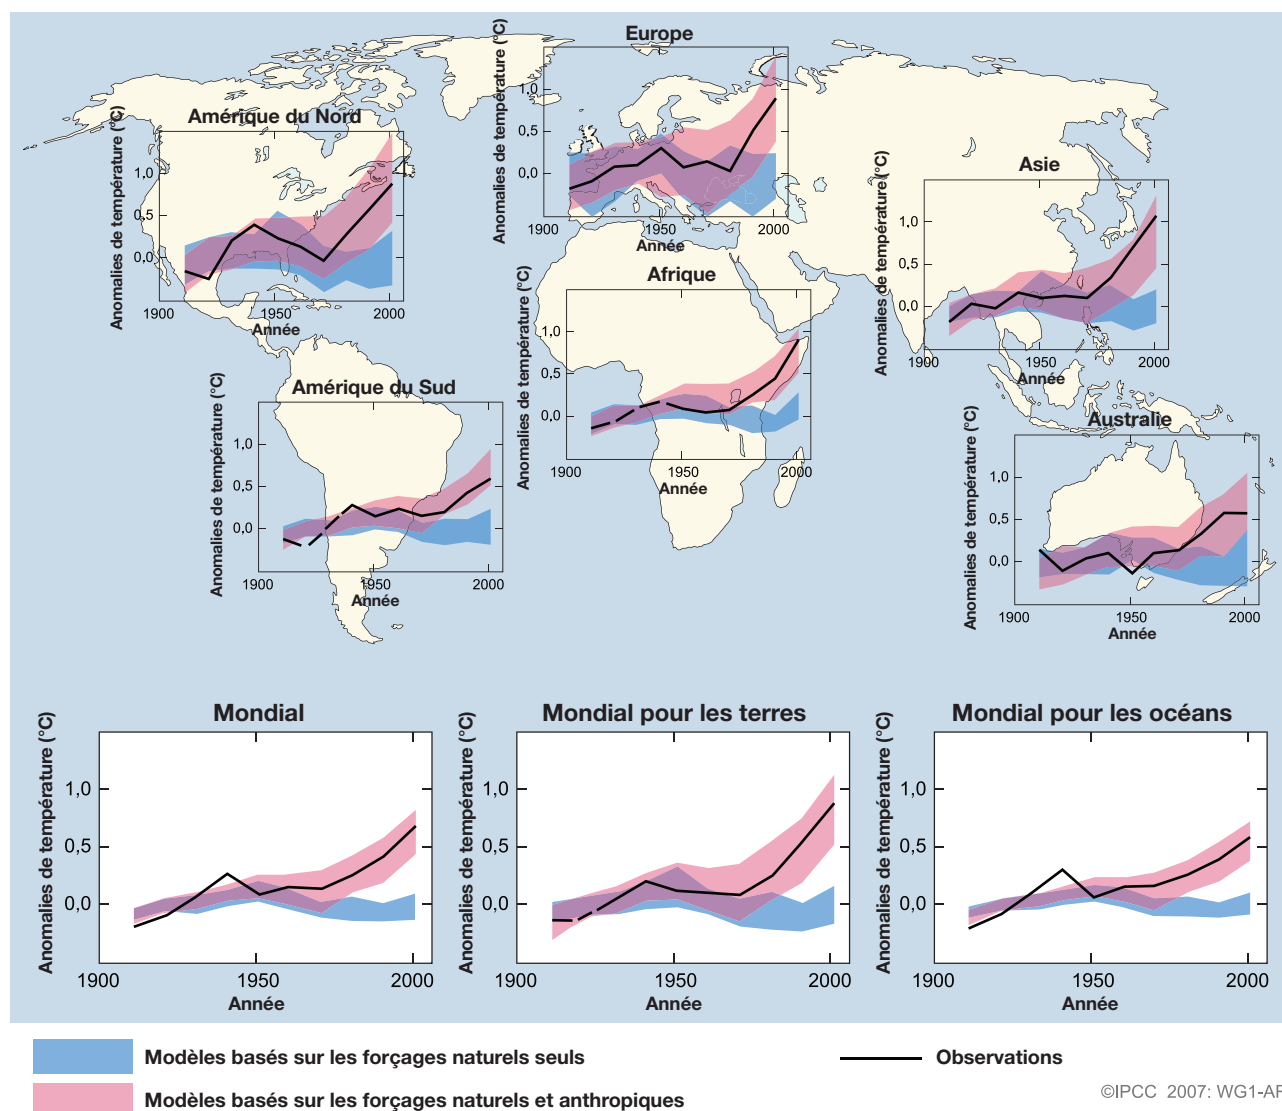 Europe
Anomalies de température (°C)
1,0
0,5
0,0
1900
1950
2000
Année
Amérique du Nord
Anomalies de température (°C)
1,0
0,5
0,0
1900
1950
2000
Année
Asie
Anomalies de température (°C)
1,0
0,5
0,0
1900
1950
2000
Année
Afrique
Anomalies de température (°C)
1,0
0,5
0,0
1900
1950
2000
Année
Amérique du Sud
Anomalies de température (°C)
1,0
0,5
0,0
1900
1950
2000
Année
Australie
Anomalies de température (°C)
1,0
0,5
0,0
1900
1950
2000
Année
Mondial
Anomalies de température (°C)
1,0
0,5
0,0
1900
1950
2000
Année
Mondial pour les terres
Anomalies de température (°C)
1,0
0,5
0,0
1900
1950
2000
Année
Mondial pour les océans
Anomalies de température (°C)
1,0
0,5
0,0
1900
1950
2000
Année
Modèles basés sur les forçages naturels seuls
Observations
Modèles basés sur les forçages naturels et anthropiques
©IPCC 2007: WG1-AR